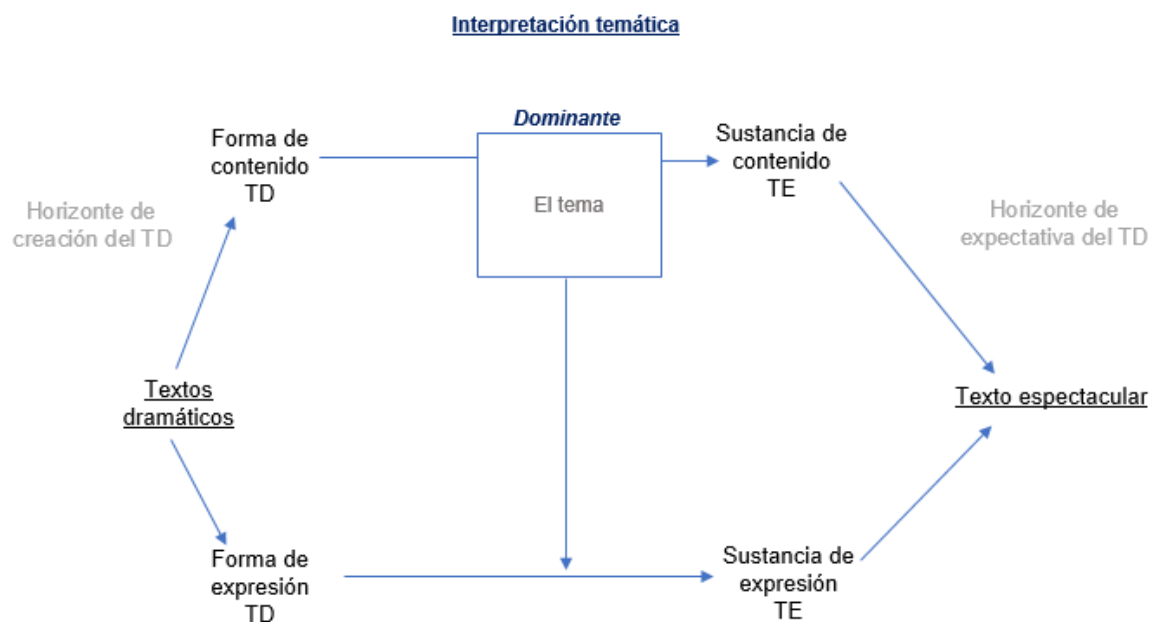 Interpretación temática
Dominante
Forma de
contenido
TD
El tema
Sustancia de
contenido
TE
Horizonte de
creación del TD
Horizonte de
expectativa del TD
Textos
dramáticos
Texto espectacular
Forma de
expresión
TD
Sustancia de
expresión
TE